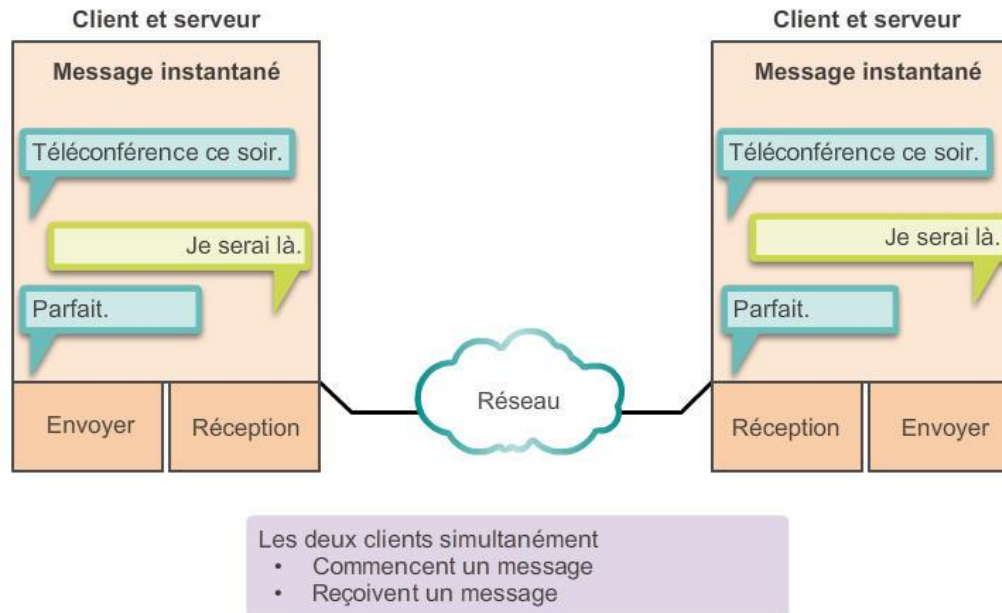 Client et serveur
Message instantané
Téléconférence ce soir.
Je serai là.
Parfait.
Envoyer
Réception
Réseau
Client et serveur
Message instantané
Téléconférence ce soir.
Je serai là.
Parfait.
Réception
Envoyer
Les deux clients simultanément
• Commencent un message
• Reçoivent un message